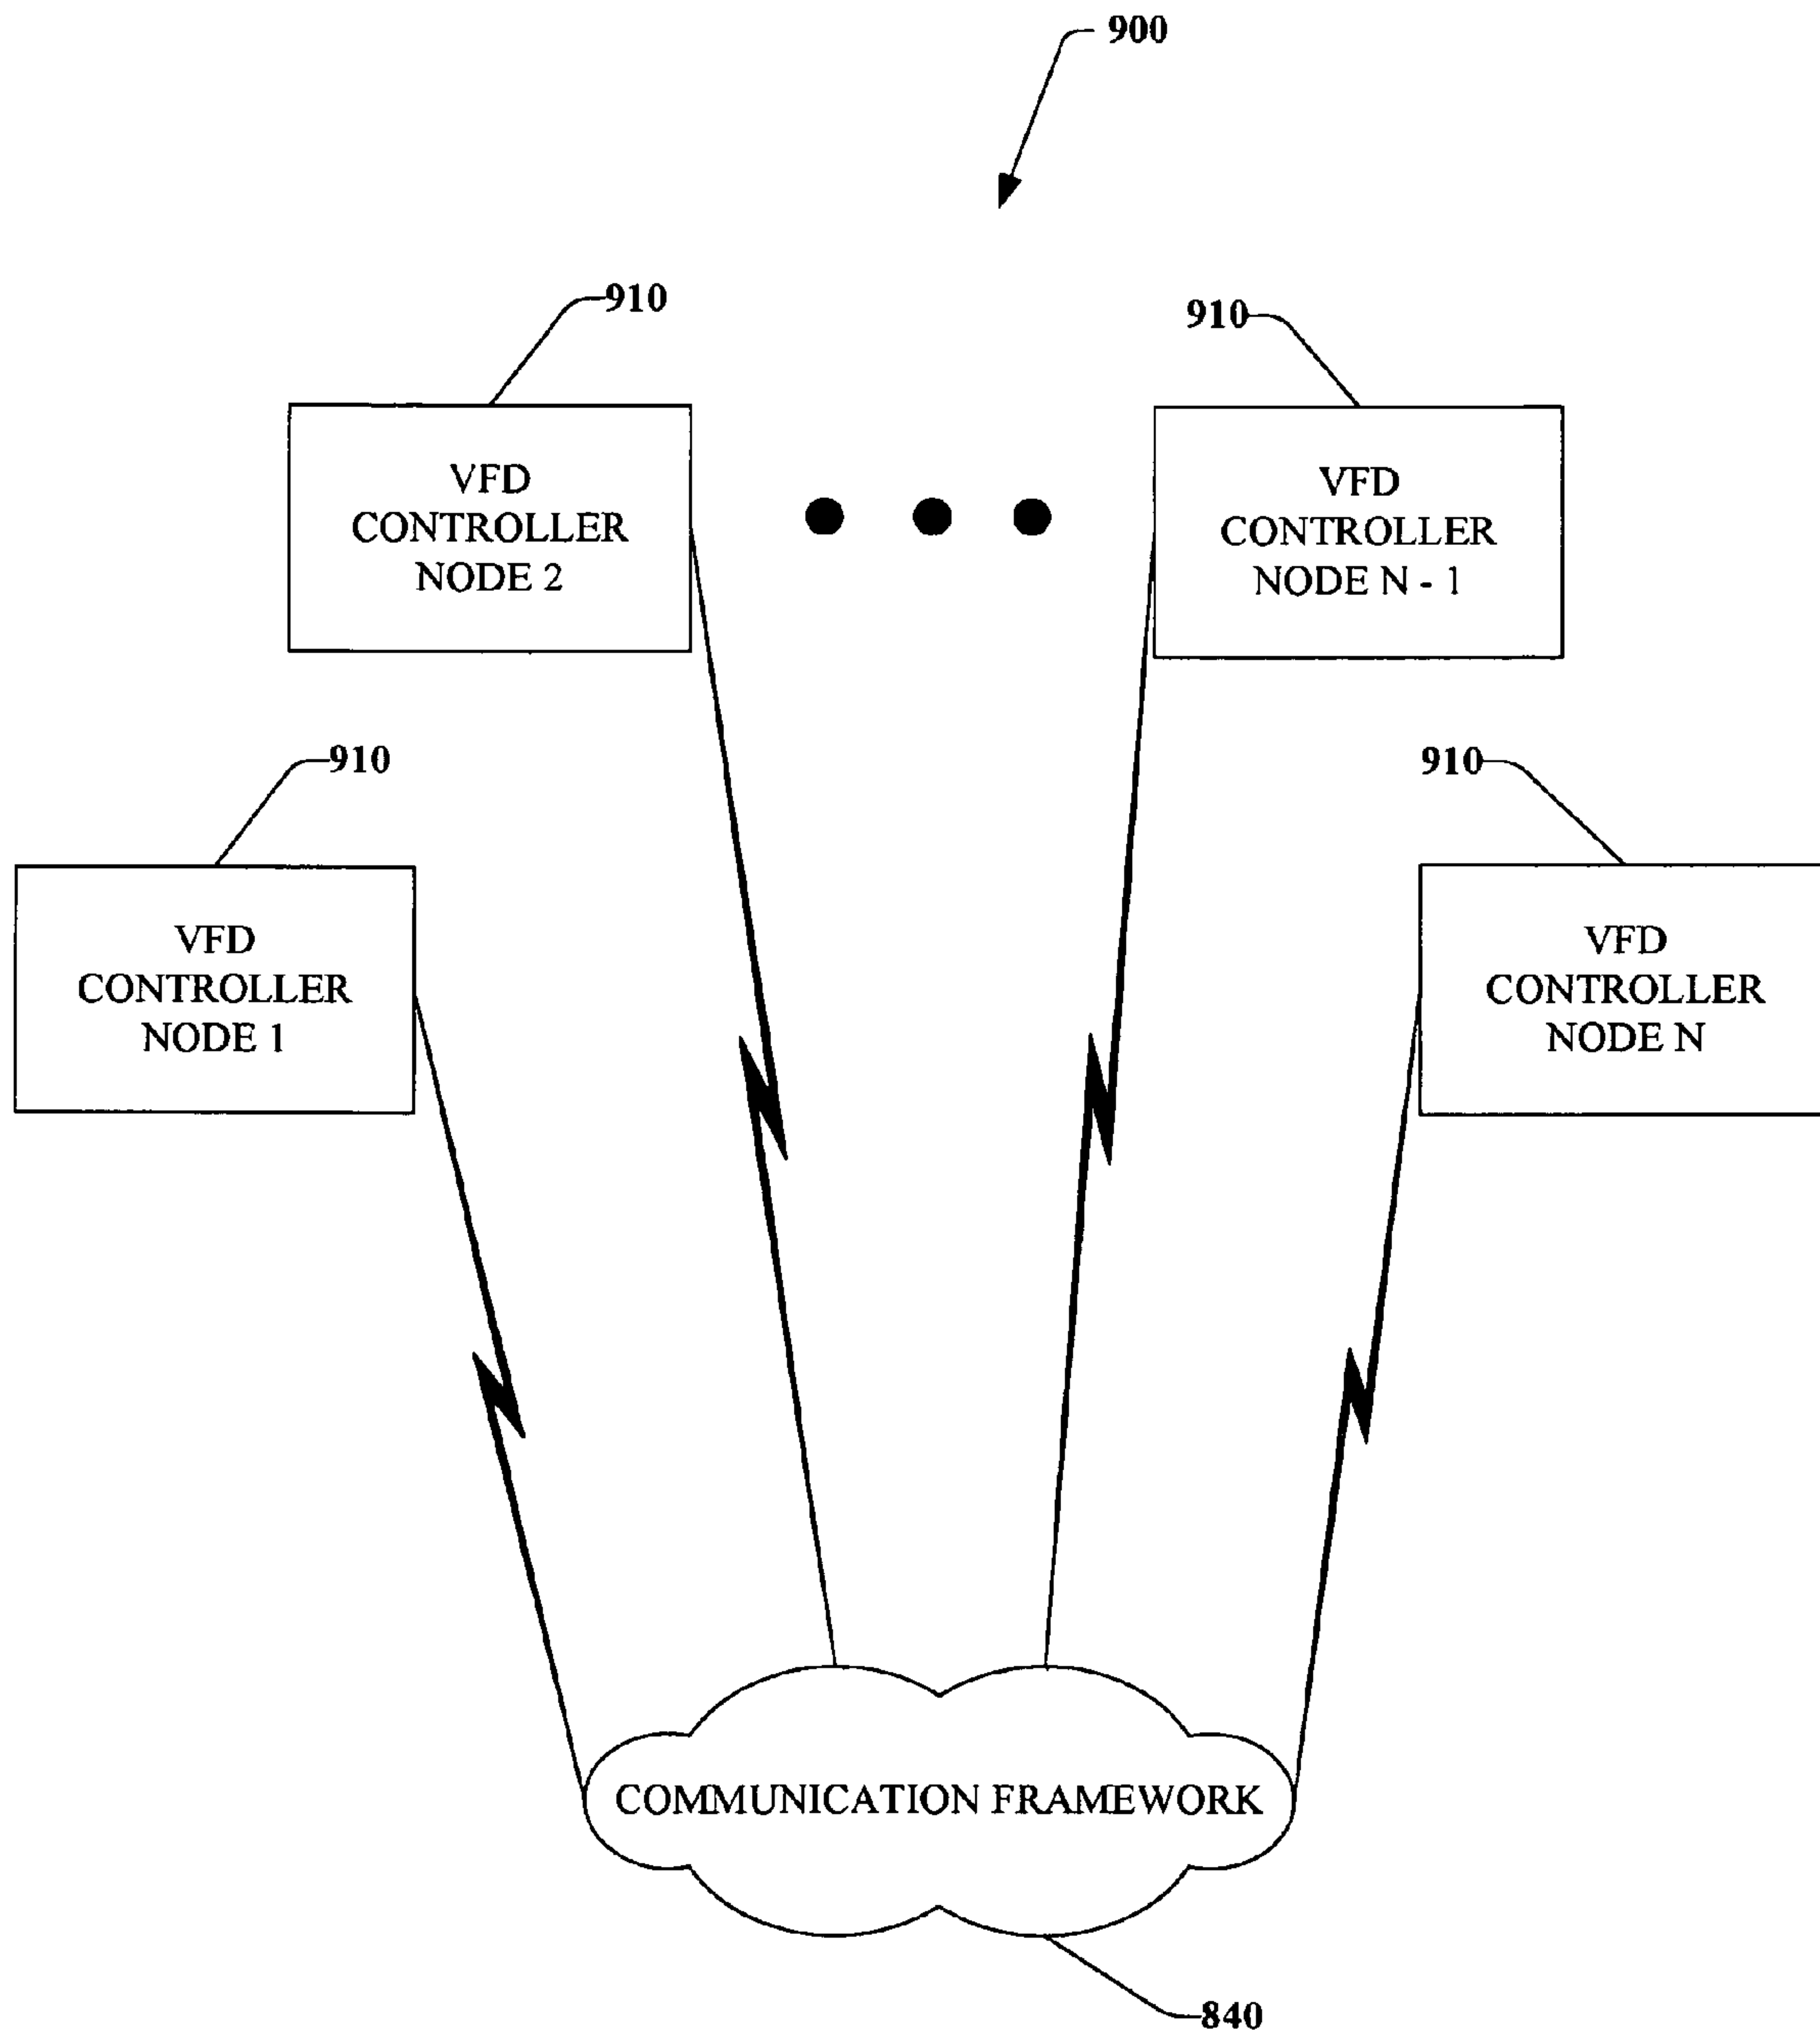 900
910
910
VFD
CONTROLLER
NODE 2
VFD
CONTROLLER
NODE N - 1
910
910
VFD
CONTROLLER
NODE 1
VFD
CONTROLLER
NODE N
COMMUNICATION FRAMEWORK
840